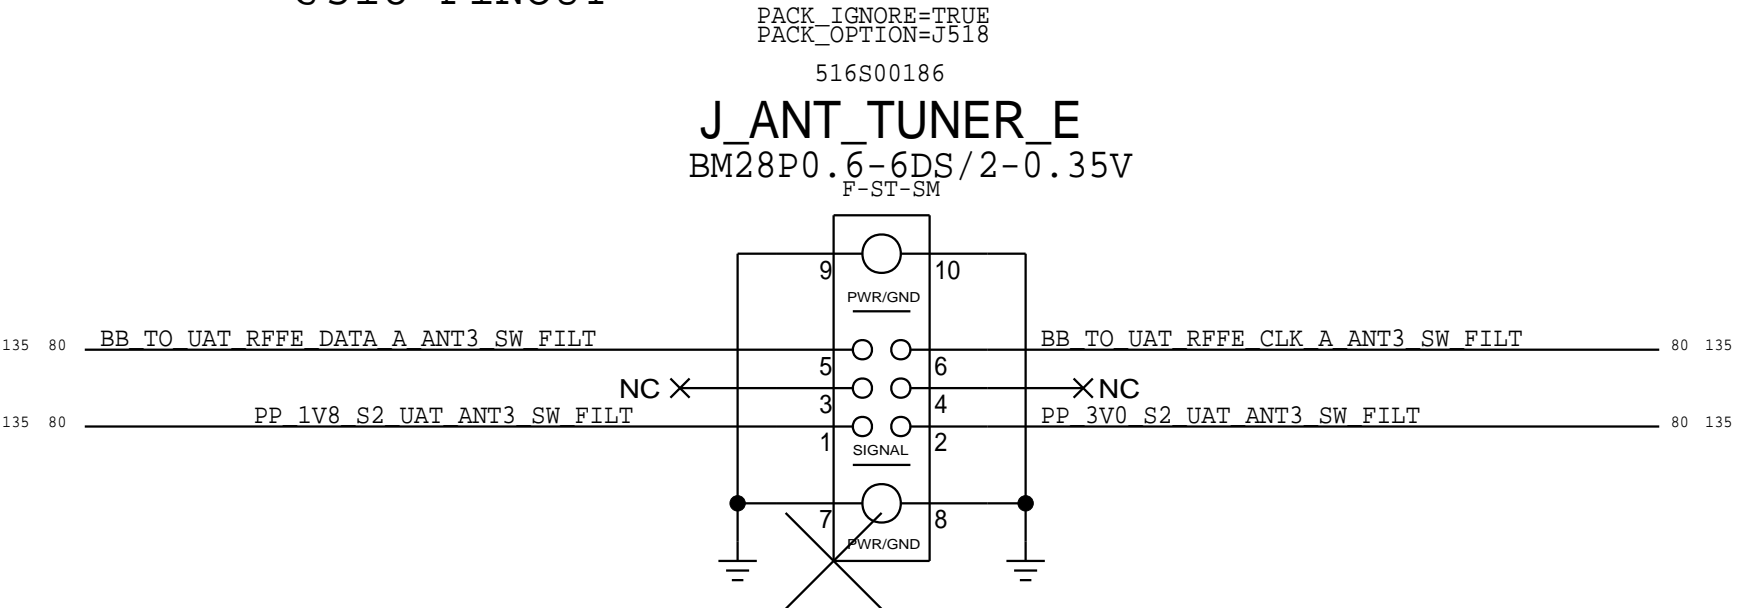 PACK_IGNORE=TRUE
PACK_OPTION=J518
516S00186
J_ANT_TUNER_E
BM28P0.6-6DS/2-0.35V
F-ST-SM
9 10
PWR/GND
135 80 BB_TO_UAT_RFFE_DATA_A_ANT3_SW_FILT BB_TO_UAT_RFFE_CLK_A_ANT3_SW_FILT 80 135
5 6
NC NC
3 4
135 80 PP_1V8_S2_UAT_ANT3_SW_FILT PP_3V0_S2_UAT_ANT3_SW_FILT 80 135
1 2
SIGNAL
7 8
PWR/GND